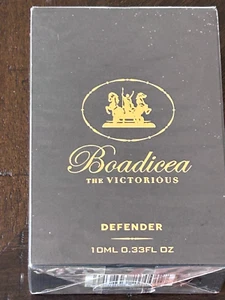 Boadicea
THE VICTORIOUS
DEFENDER
10ML 0.33FL OZ